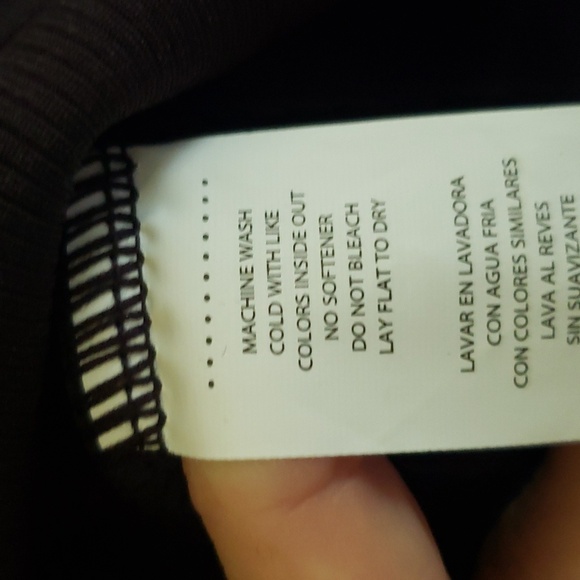 MACHINE WASH
COLD WITH LIKE
COLORS INSIDE OUT
NO SOFTENER
DO NOT BLEACH
LAY FLAT TO DRY
LAVAR EN LAVADORA
CON AGUA FRIA
CON COLORES SIMILARES
LAVA AL REVES
SIN SUAVIZANTE